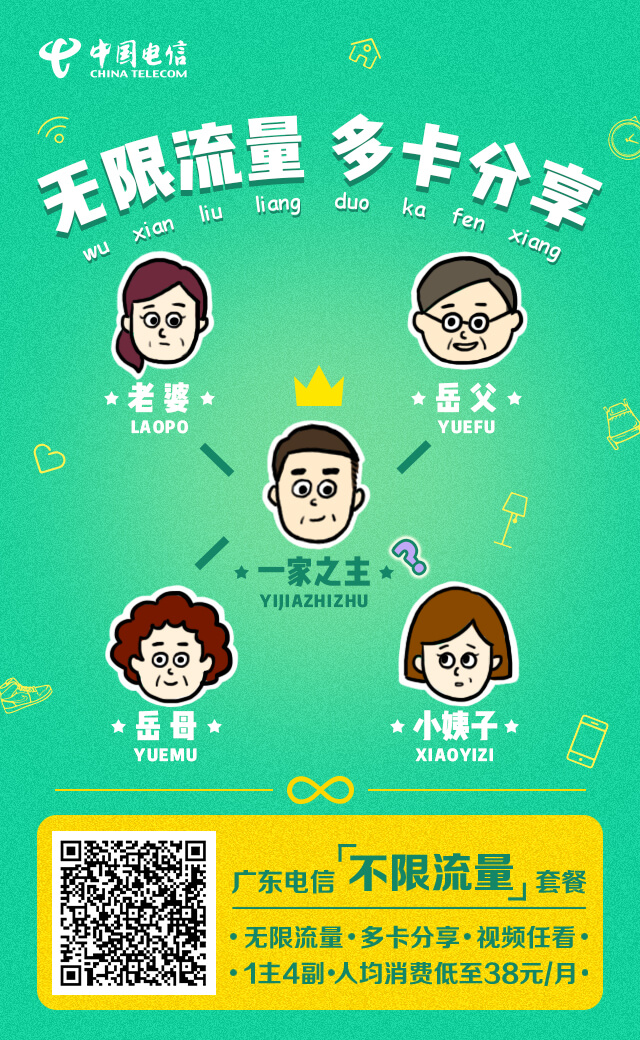 中国电信
CHINA TELECOM
无限流量 多卡分享
wu xian liu liang duo ka fen xiang
老婆
LAOPO
岳父
YUEFU
一家之主
YIJIAZHIZHU
?
岳母
YUEMU
小姨子
XIAOYIZI
广东电信「不限流量」套餐
·无限流量·多卡分享·视频任看·
·1主4副·人均消费低至38元/月·